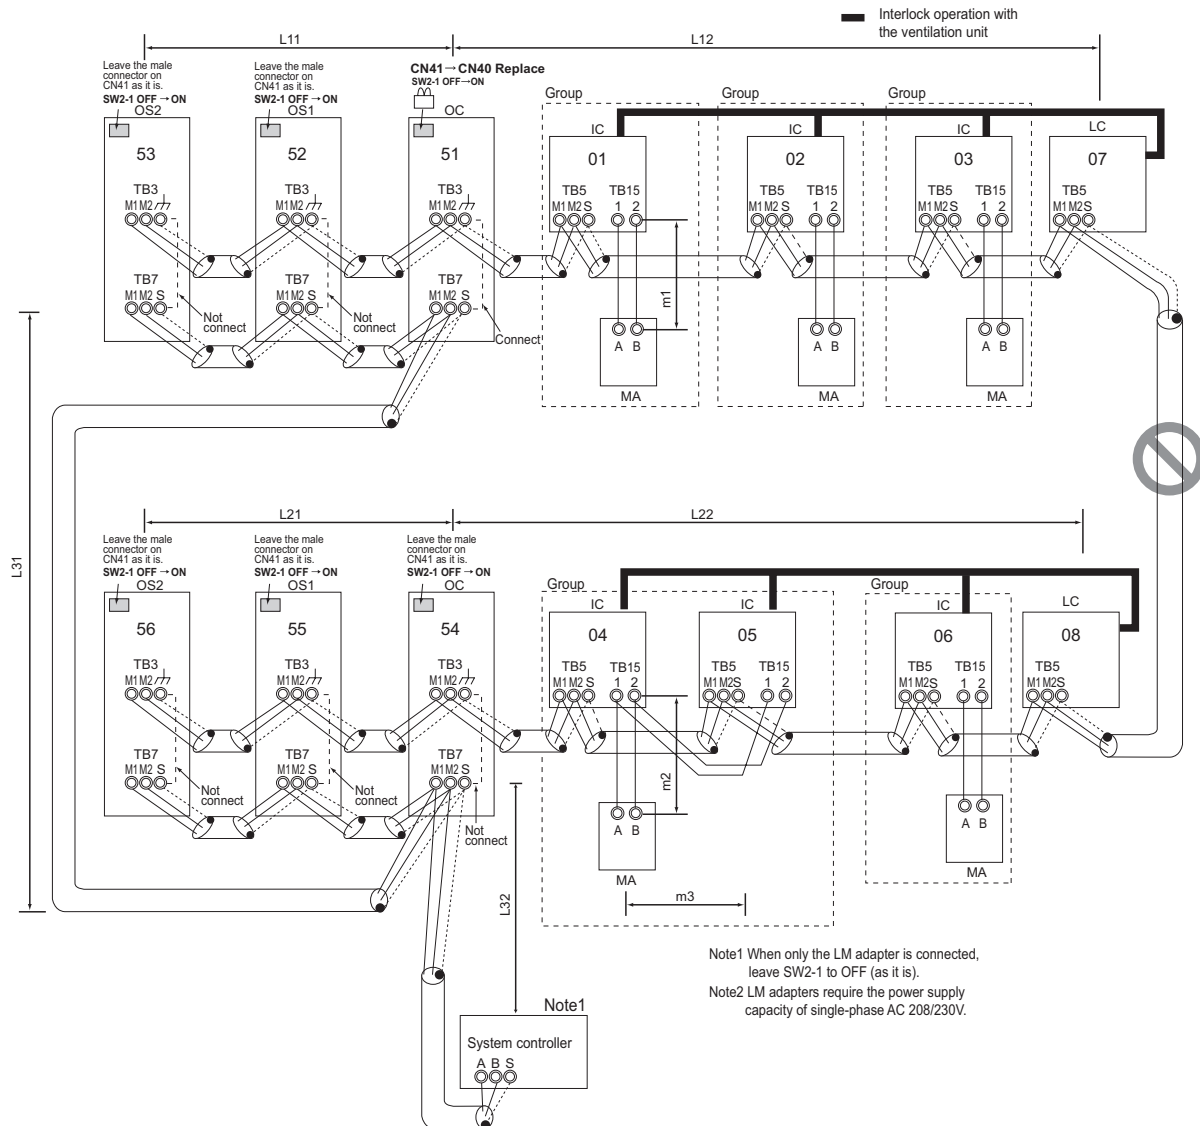 Interlock operation with
the ventilation unit
L11
L12
Leave the male
connector on
CN41 as it is.
SW2-1 OFF → ON
OS2
Leave the male
connector on
CN41 as it is.
SW2-1 OFF → ON
OS1
CN41 → CN40 Replace
SW2-1 OFF→ON
OC
Group
Group
Group
IC
IC
IC
LC
53
52
51
01
02
03
07
TB3
TB3
TB3
TB5 TB15
TB5 TB15
TB5 TB15
TB5
M1 M2
M1 M2
M1 M2
M1 M2 S 1 2
M1 M2 S 1 2
M1 M2 S 1 2
M1 M2 S
TB7
TB7
TB7
M1 M2 S
M1 M2 S
M1 M2 S
Not
connect
Not
connect
Connect
m1
A B
A B
A B
MA
MA
MA
L31
L21
L22
Leave the male
connector on
CN41 as it is.
SW2-1 OFF → ON
OS2
Leave the male
connector on
CN41 as it is.
SW2-1 OFF → ON
OS1
Leave the male
connector on
CN41 as it is.
SW2-1 OFF → ON
OC
Group
Group
IC
IC
IC
LC
56
55
54
04
05
06
08
TB3
TB3
TB3
TB5 TB15
TB5 TB15
TB5 TB15
TB5
M1 M2
M1 M2
M1 M2
M1 M2 S 1 2
M1 M2 S 1 2
M1 M2 S 1 2
M1 M2 S
TB7
TB7
TB7
M1 M2 S
M1 M2 S
M1 M2 S
Not
connect
Not
connect
Not
connect
m2
A B
A B
MA
MA
m3
L32
Note1 When only the LM adapter is connected,
leave SW2-1 to OFF (as it is).
Note2 LM adapters require the power supply
capacity of single-phase AC 208/230V.
Note1
System controller
A B S